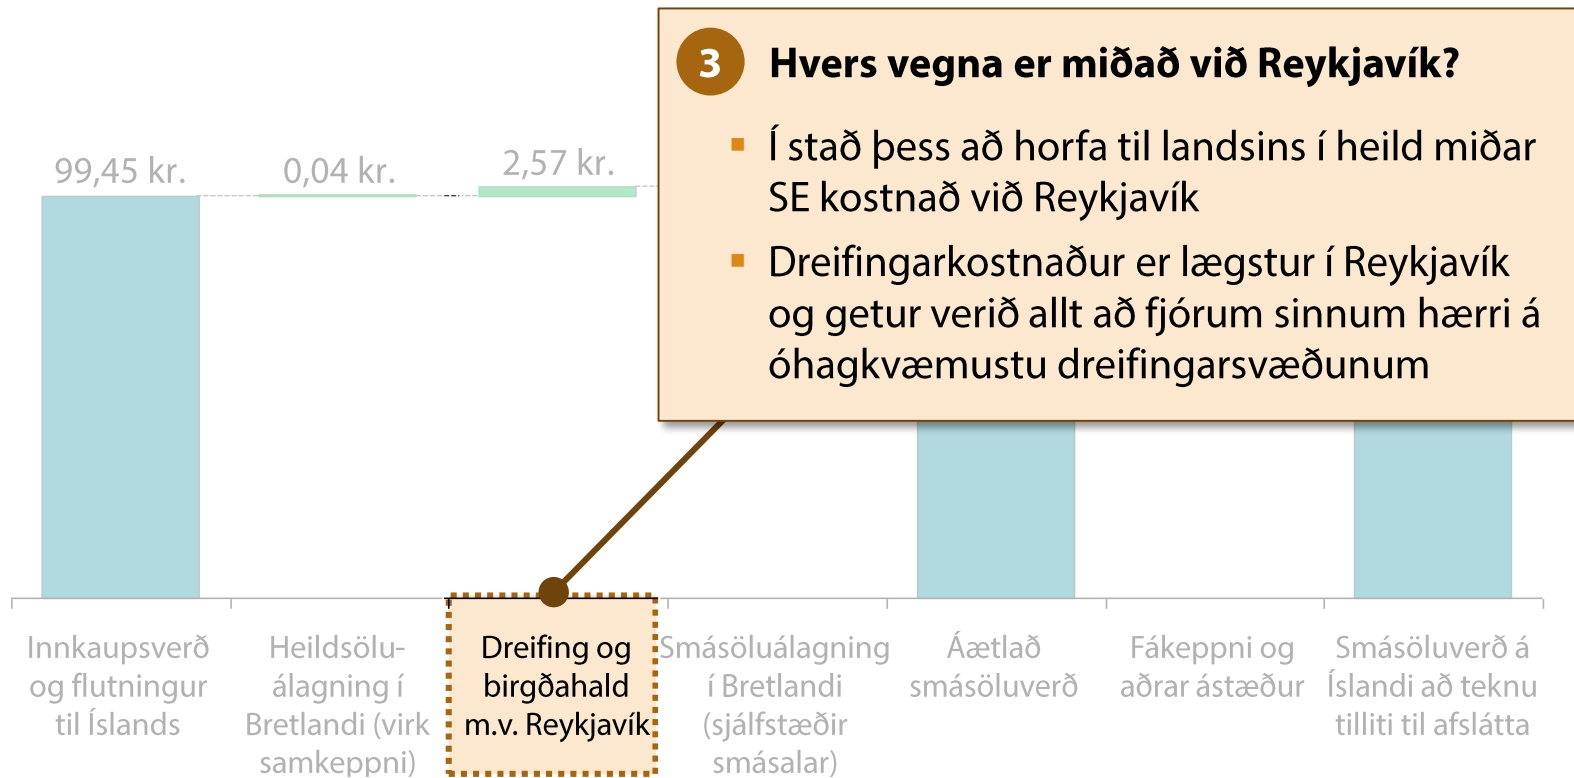 3 Hvers vegna er miðað við Reykjavík?
▪ Í stað þess að horfa til landsins í heild miðar
SE kostnað við Reykjavík
▪ Dreifingarkostnaður er lægstur í Reykjavík
og getur verið allt að fjórum sinnum hærri á
óhagkvæmustu dreifingarsvæðunum
99,45 kr.
0,04 kr.
2,57 kr.
Innkaupsverð
og flutningur
til Íslands
Heildsölu-
álagning í
Bretlandi (virk
samkeppni)
Dreifing og
birgðahald
m.v. Reykjavík
Smásöluálagning
í Bretlandi
(sjálfstæðir
smásalar)
Áætlað
smásöluverð
Fákeppni og
aðrar ástæður
Smásöluverð á
Íslandi að teknu
tilliti til afslátta